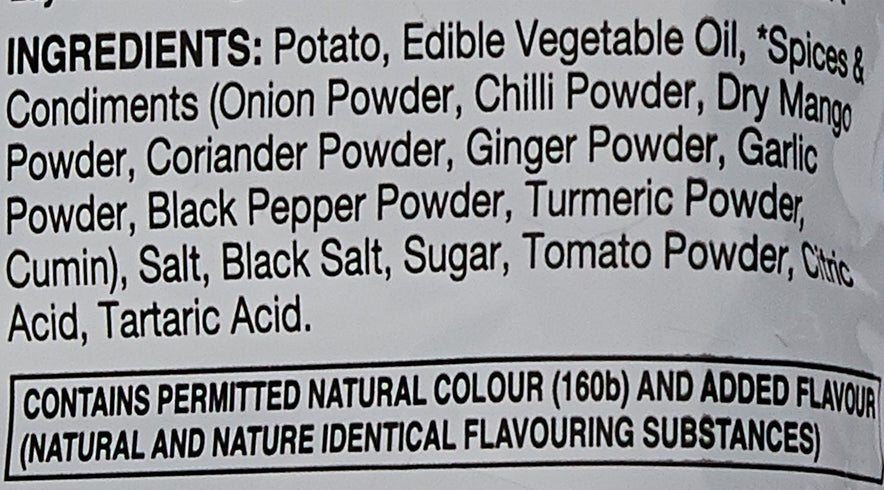 INGREDIENTS: Potato, Edible Vegetable Oil, *Spices &
Condiments (Onion Powder, Chilli Powder, Dry Mango
Powder, Coriander Powder, Ginger Powder, Garlic
Powder, Black Pepper Powder, Turmeric Powder,
Cumin), Salt, Black Salt, Sugar, Tomato Powder, Citric
Acid, Tartaric Acid.
CONTAINS PERMITTED NATURAL COLOUR (160b) AND ADDED FLAVOUR
(NATURAL AND NATURE IDENTICAL FLAVOURING SUBSTANCES)